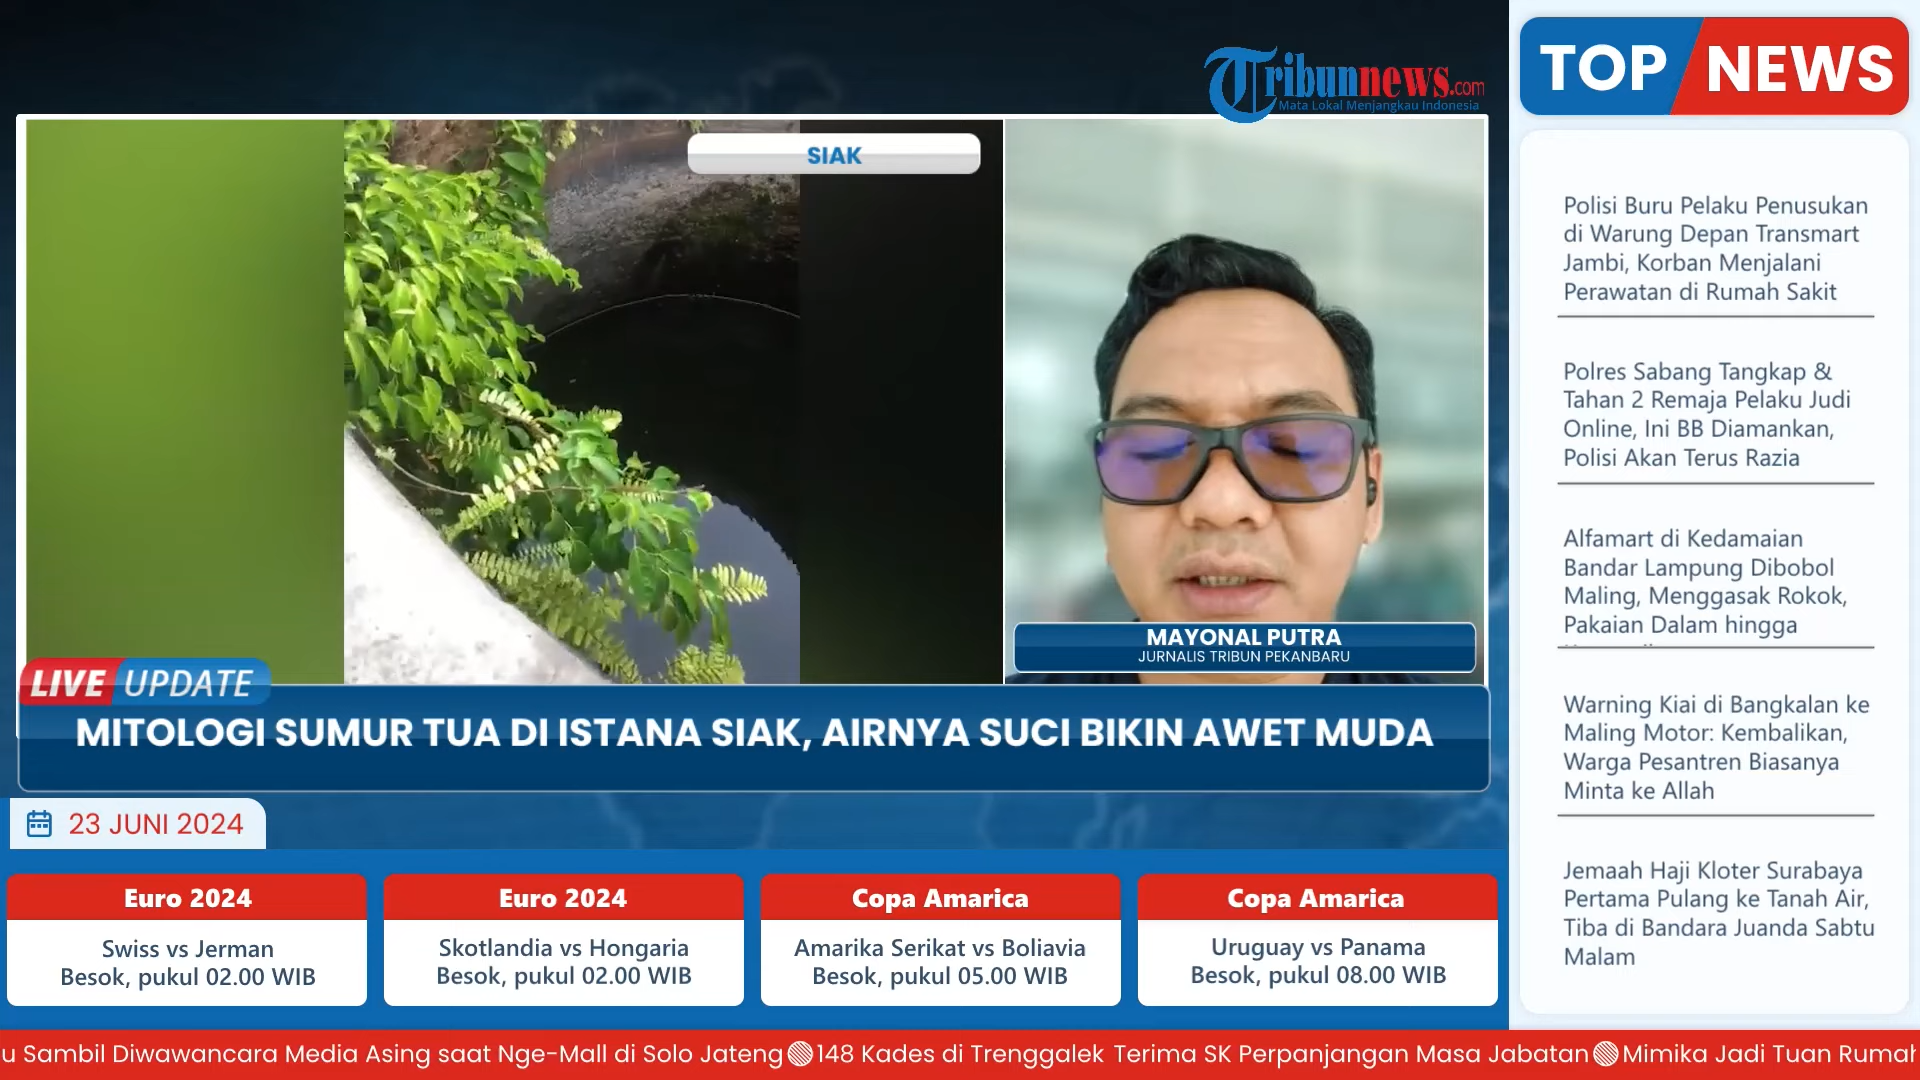 Tribunnews.com
Mata Lokal Menjangkau Indonesia
SIAK
MAYONAL PUTRA
JURNALIS TRIBUN PEKANBARU
LIVE UPDATE
MITOLOGI SUMUR TUA DI ISTANA SIAK, AIRNYA SUCI BIKIN AWET MUDA
23 JUNI 2024
Euro 2024
Swiss vs Jerman
Besok, pukul 02.00 WIB
Euro 2024
Skotlandia vs Hongaria
Besok, pukul 02.00 WIB
Copa Amarica
Amarika Serikat vs Boliavia
Besok, pukul 05.00 WIB
Copa Amarica
Uruguay vs Panama
Besok, pukul 08.00 WIB
TOP NEWS
Polisi Buru Pelaku Penusukan
di Warung Depan Transmart
Jambi, Korban Menjalani
Perawatan di Rumah Sakit
Polres Sabang Tangkap &
Tahan 2 Remaja Pelaku Judi
Online, Ini BB Diamankan,
Polisi Akan Terus Razia
Alfamart di Kedamaian
Bandar Lampung Dibobol
Maling, Menggasak Rokok,
Pakaian Dalam hingga
Warning Kiai di Bangkalan ke
Maling Motor: Kembalikan,
Warga Pesantren Biasanya
Minta ke Allah
Jemaah Haji Kloter Surabaya
Pertama Pulang ke Tanah Air,
Tiba di Bandara Juanda Sabtu
Malam
u Sambil Diwawancara Media Asing saat Nge-Mall di Solo Jateng 148 Kades di Trenggalek Terima SK Perpanjangan Masa Jabatan Mimika Jadi Tuan Rumah